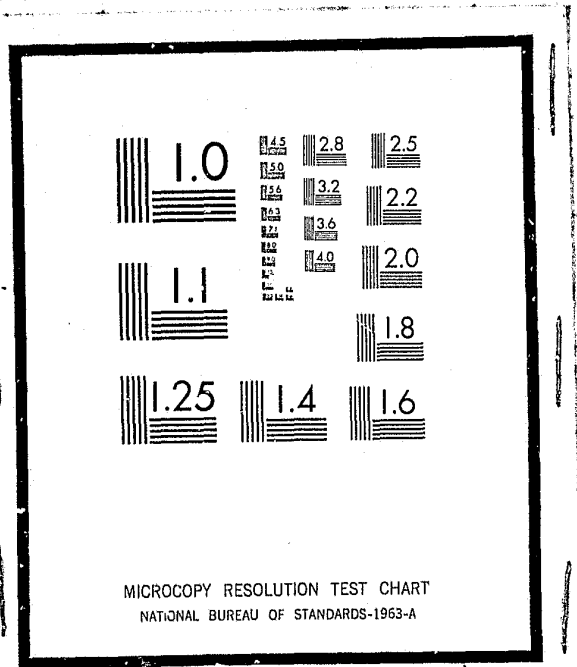 1.0
4.5 2.8 2.5
5.0
5.6 3.2 2.2
6.3
3.6
4.0 2.0
1.1
1.8
1.25 1.4 1.6
MICROCOPY RESOLUTION TEST CHART
NATIONAL BUREAU OF STANDARDS-1963-A